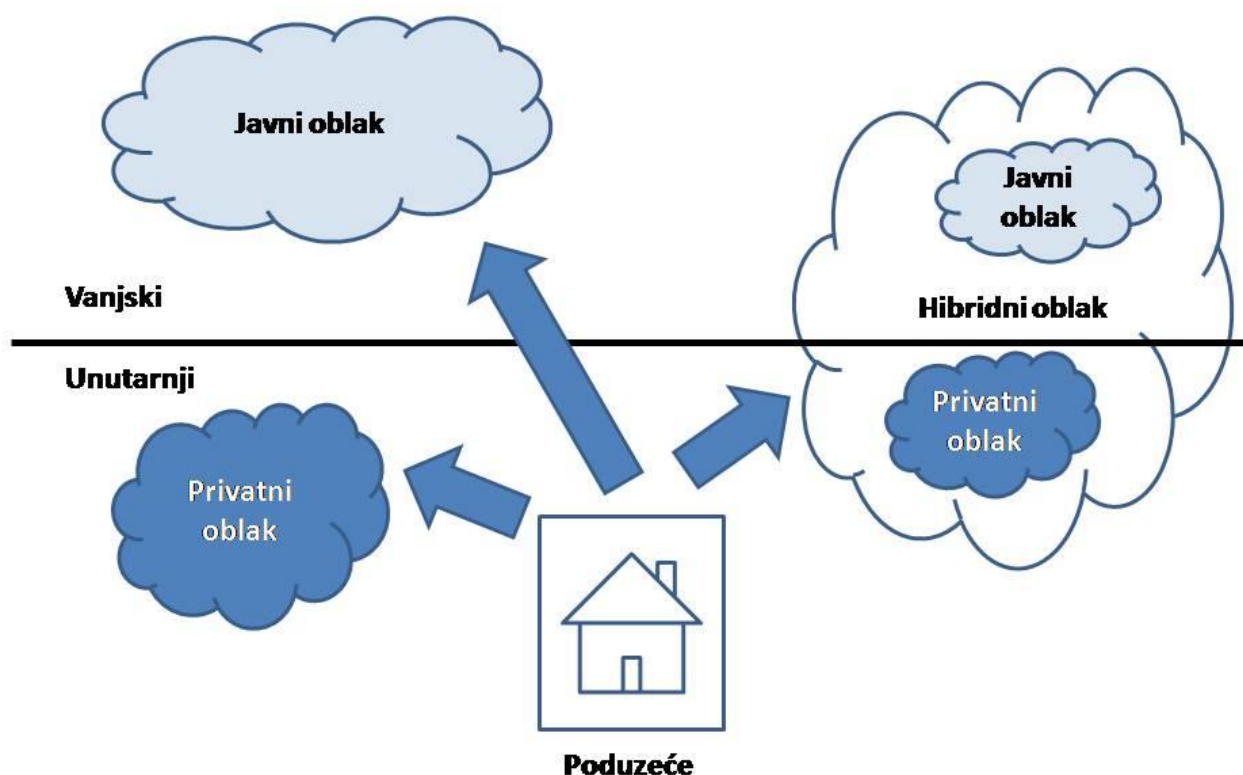 Javni oblak
Javni
oblak
Vanjski
Hibridni oblak
Unutarnji
Privatni
oblak
Privatni
oblak
Poduzeće